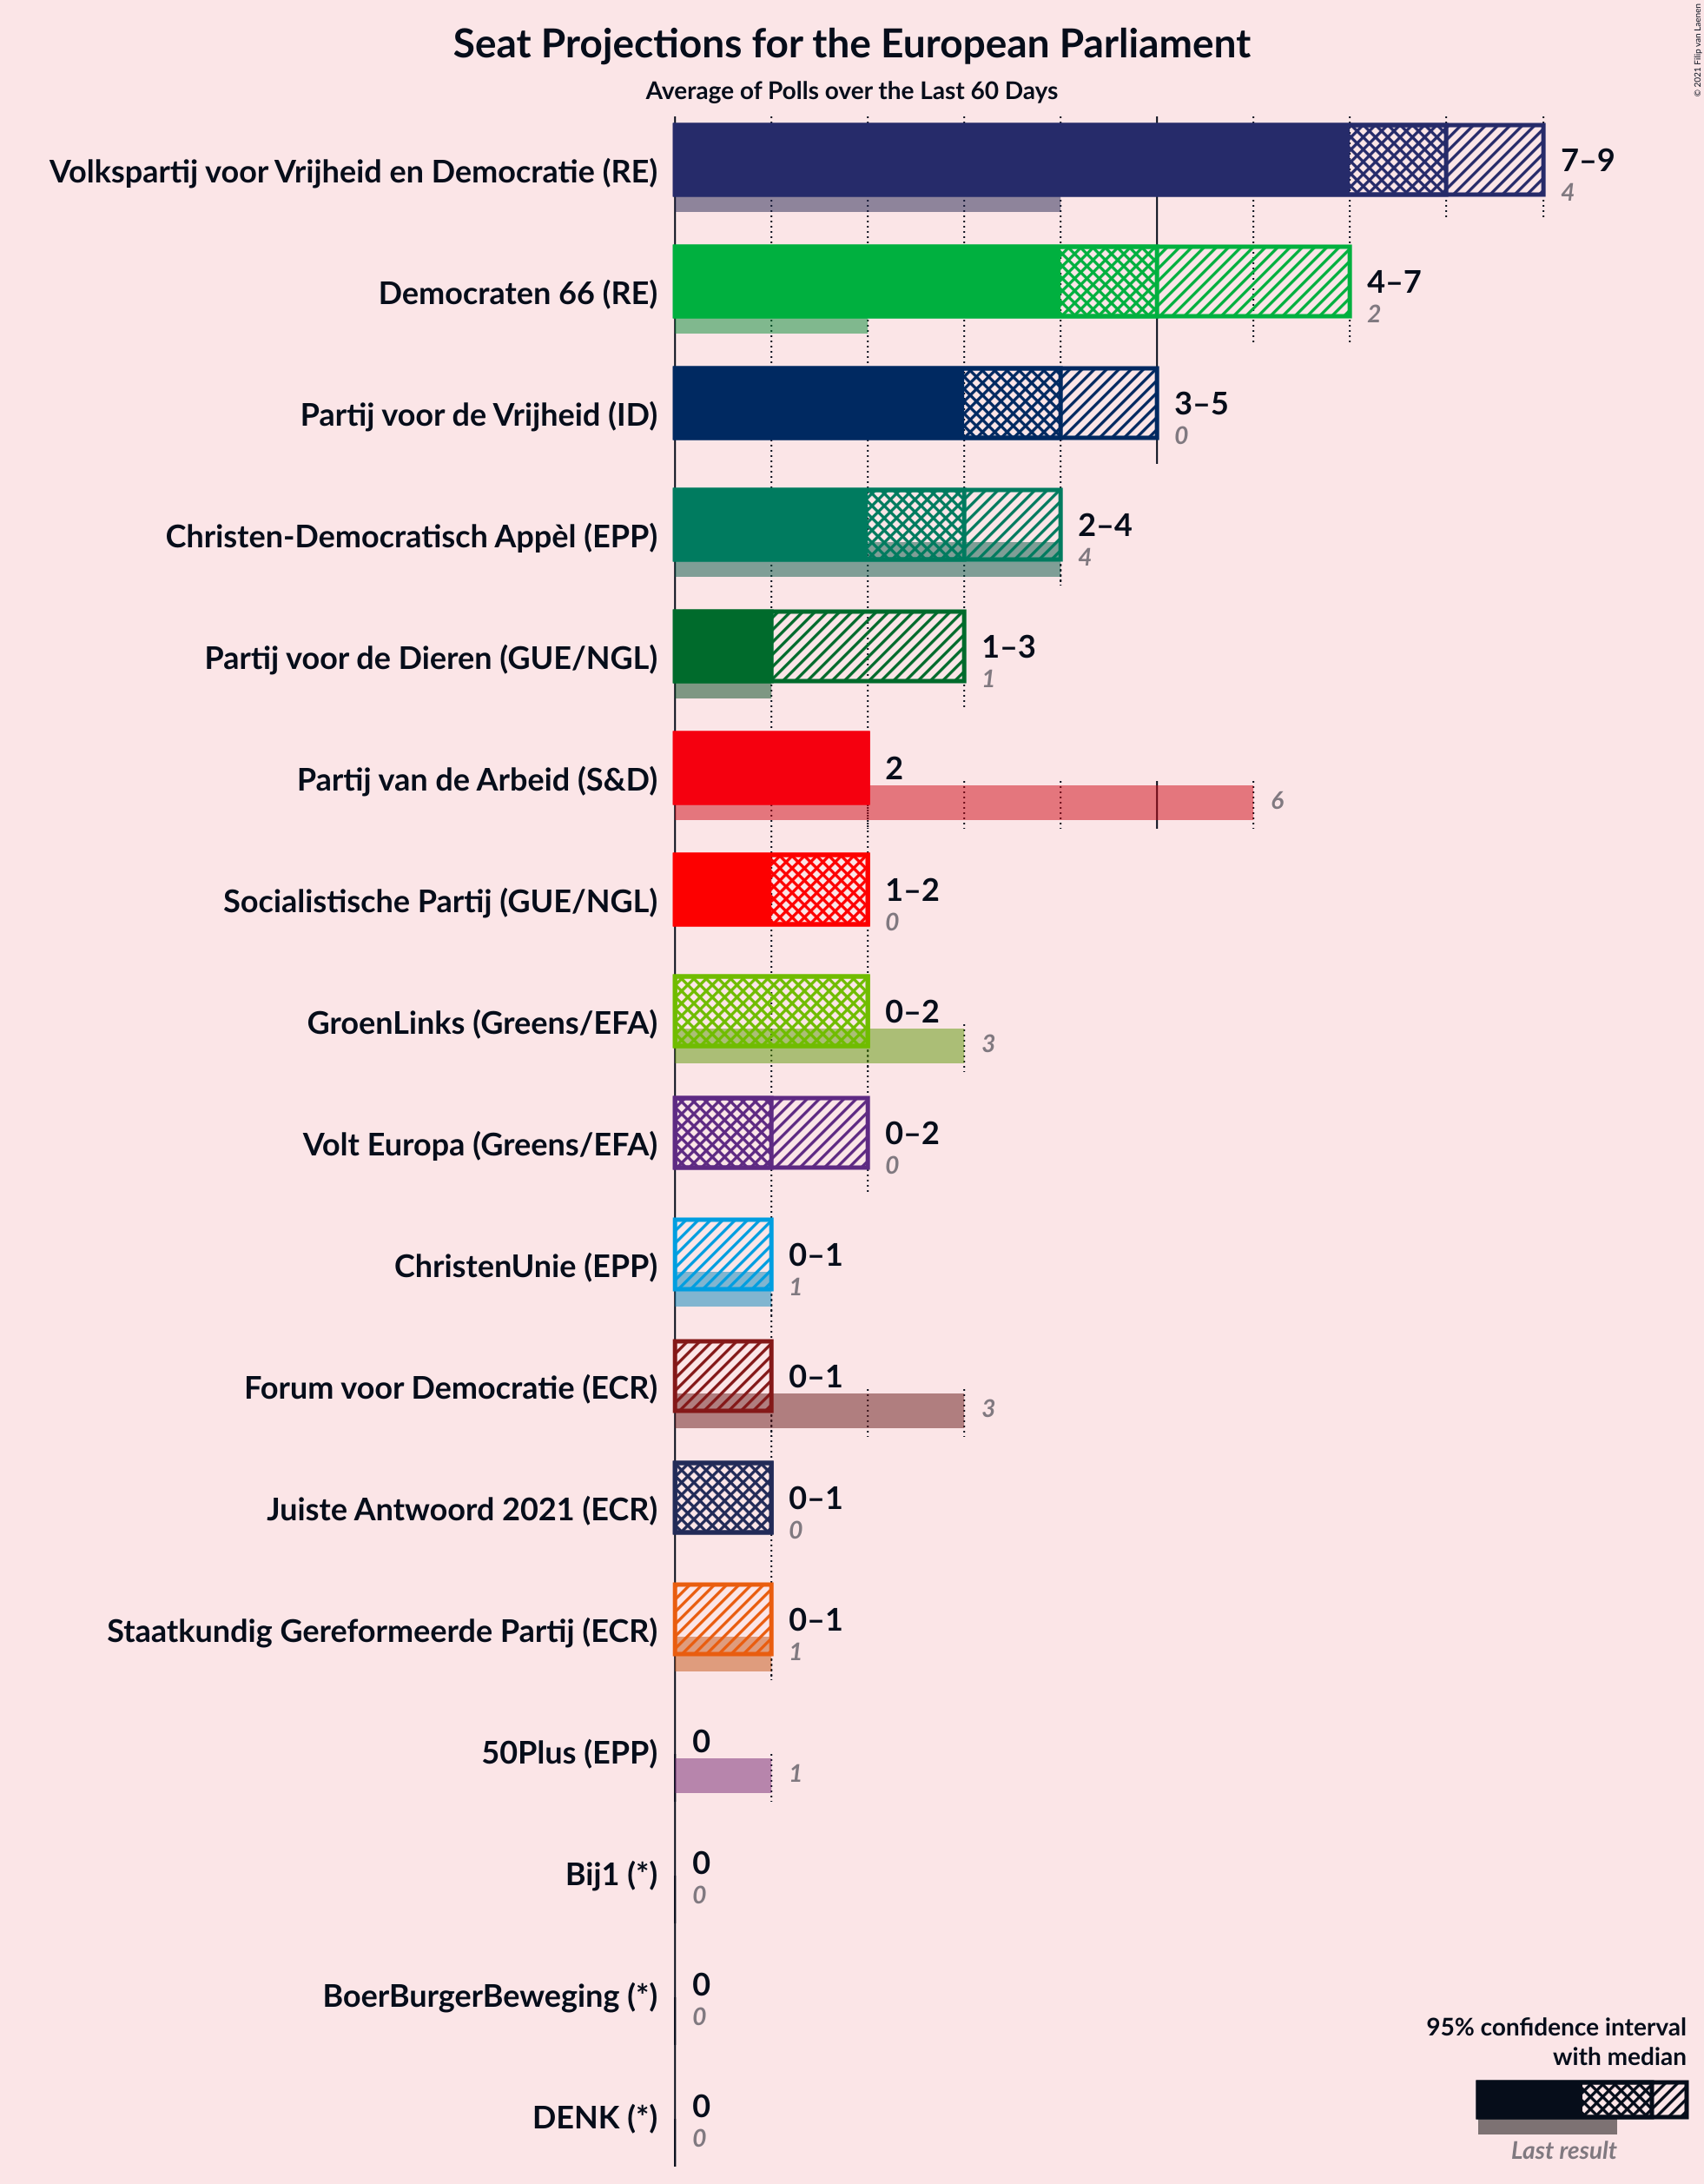 Seat Projections for the European Parliament
Average of Polls over the Last 60 Days
© 2021 Filip van Laenen
Volkspartij voor Vrijheid en Democratie (RE)
7–9
4
Democraten 66 (RE)
4–7
2
Partij voor de Vrijheid (ID)
3–5
0
Christen-Democratisch Appèl (EPP)
2–4
4
Partij voor de Dieren (GUE/NGL)
1–3
1
Partij van de Arbeid (S&D)
2
6
Socialistische Partij (GUE/NGL)
1–2
0
GroenLinks (Greens/EFA)
0–2
3
Volt Europa (Greens/EFA)
0–2
0
ChristenUnie (EPP)
0–1
1
Forum voor Democratie (ECR)
0–1
3
Juiste Antwoord 2021 (ECR)
0–1
0
Staatkundig Gereformeerde Partij (ECR)
0–1
1
50Plus (EPP)
0
1
Bij1 (*)
0
0
BoerBurgerBeweging (*)
0
0
DENK (*)
0
0
95% confidence interval
with median
Last result